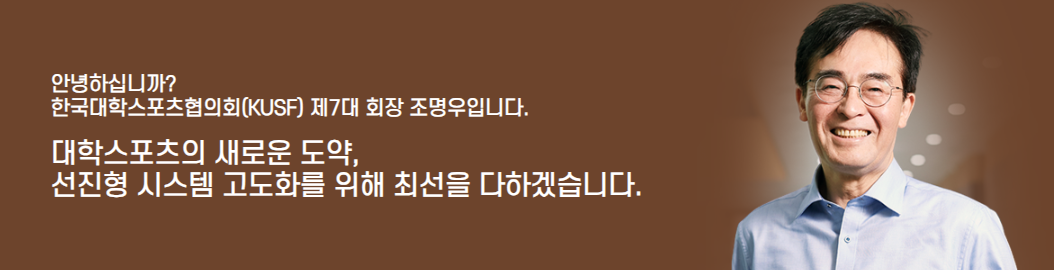 안녕하십니까?
한국대학스포츠협의회(KUSF) 제7대 회장 조명우입니다.
대학스포츠의 새로운 도약,
선진형 시스템 고도화를 위해 최선을 다하겠습니다.